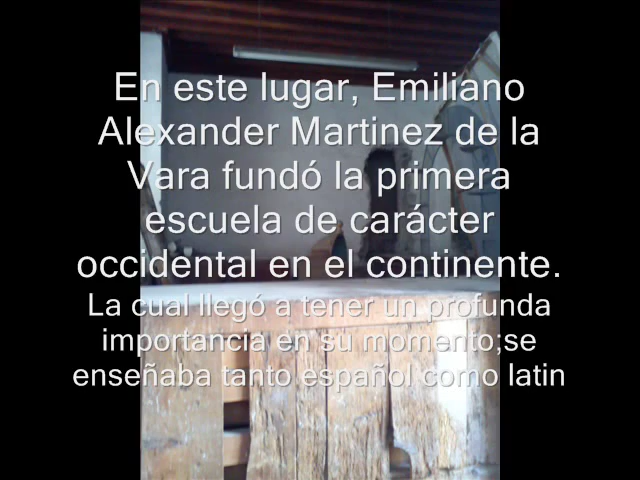 En este lugar, Emiliano
Alexander Martinez de la
Vara fundó la primera
escuela de carácter
occidental en el continente.
La cual llegó a tener un profunda
importancia en su momento;se
enseñaba tanto español como latin